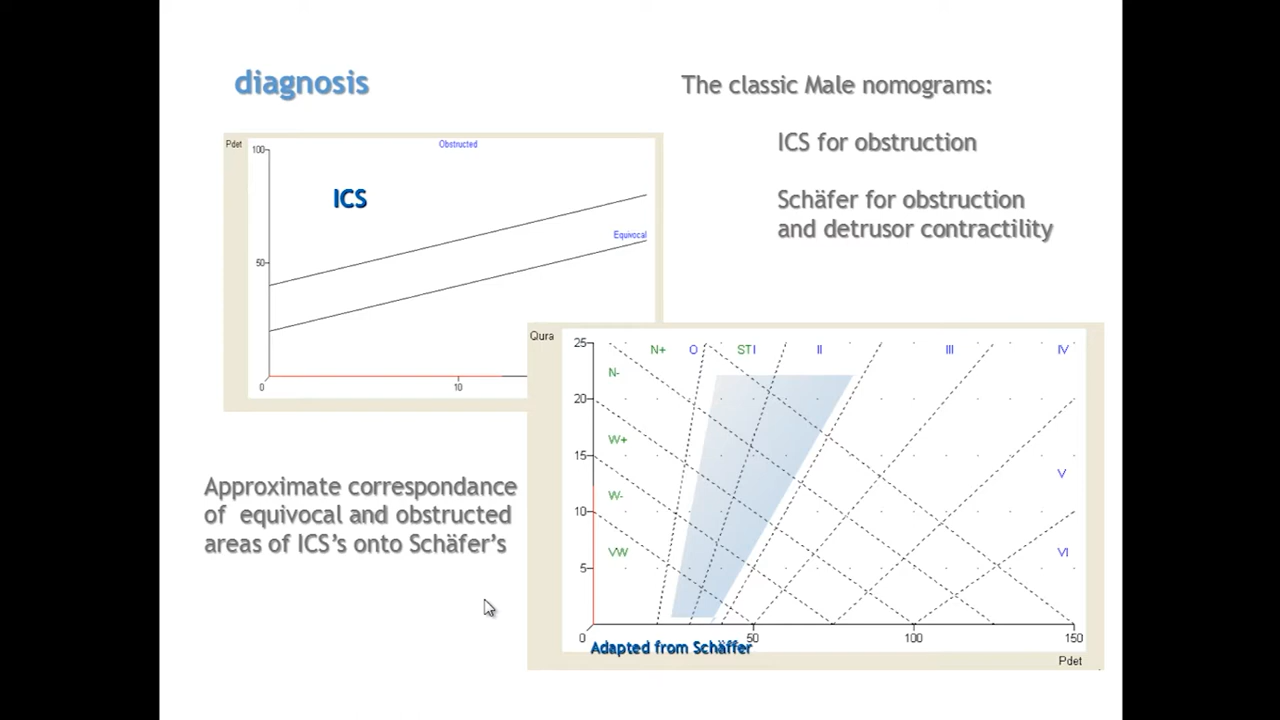 diagnosis
The classic Male nomograms:
ICS for obstruction
Schäfer for obstruction
and detrusor contractility
Pdet
100
Obstructed
ICS
Equivocal
50
0
10
Qura
25
N+
O
STI
II
III
IV
N-
20
W+
15
V
W-
10
VW
VI
5
0
50
100
150
Adapted from Schäffer
Pdet
Approximate correspondance
of equivocal and obstructed
areas of ICS's onto Schäfer's